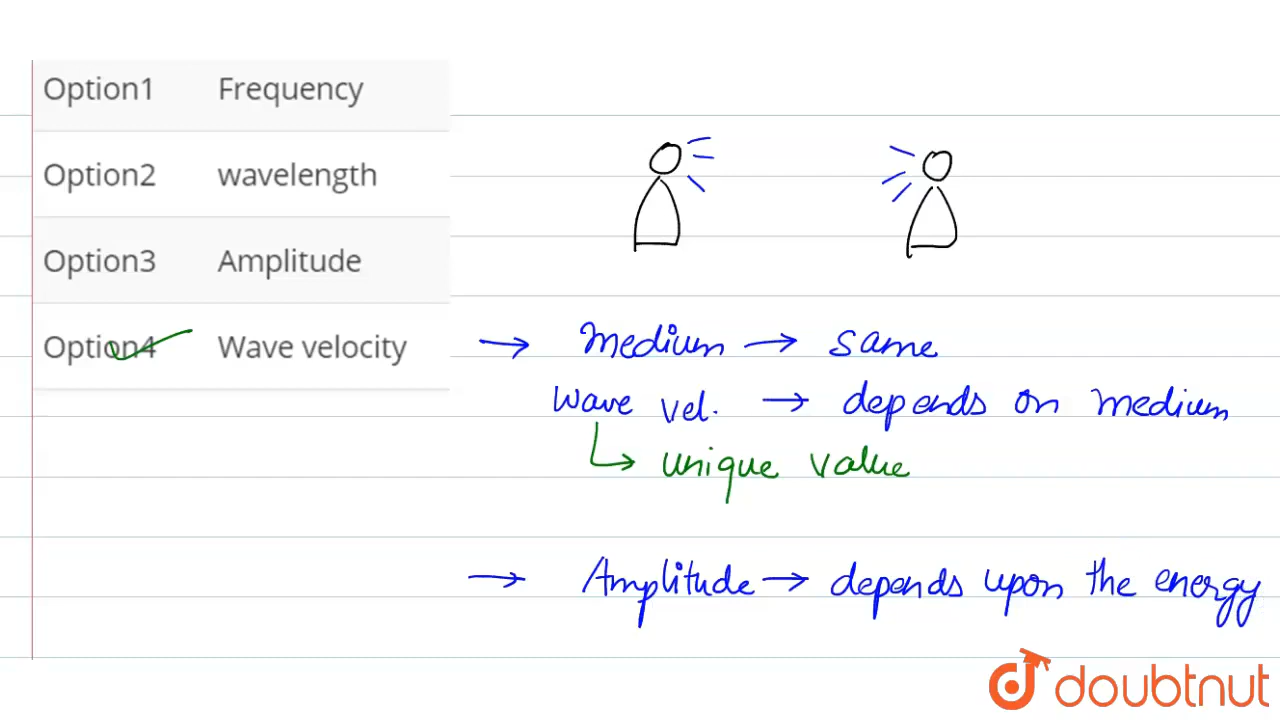 Option1 Frequency
Option2 wavelength
Option3 Amplitude
Option4 Wave velocity
→ Medium → same
Wave vel. → depends on medium
↳ unique value
→ Amplitude → depends upon the energy
doubtnut